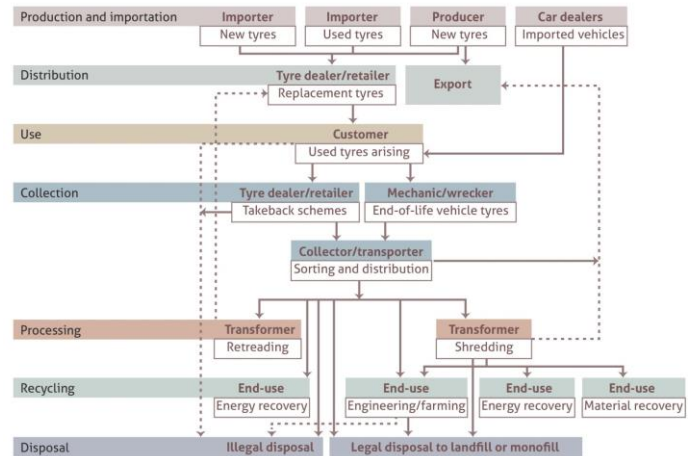 Production and importation
Importer
Importer
Producer
Car dealers
New tyres
Used tyres
New tyres
Imported vehicles
Distribution
Tyre dealer/retailer
Export
Replacement tyres
Use
Customer
Used tyres arising
Collection
Tyre dealer/retailer
Mechanic/wrecker
Takeback schemes
End-of-life vehicle tyres
Collector/transporter
Sorting and distribution
Processing
Transformer
Transformer
Retreading
Shredding
Recycling
End-use
End-use
End-use
End-use
Energy recovery
Engineering/farming
Energy recovery
Material recovery
Disposal
Illegal disposal
Legal disposal to landfill or monofill